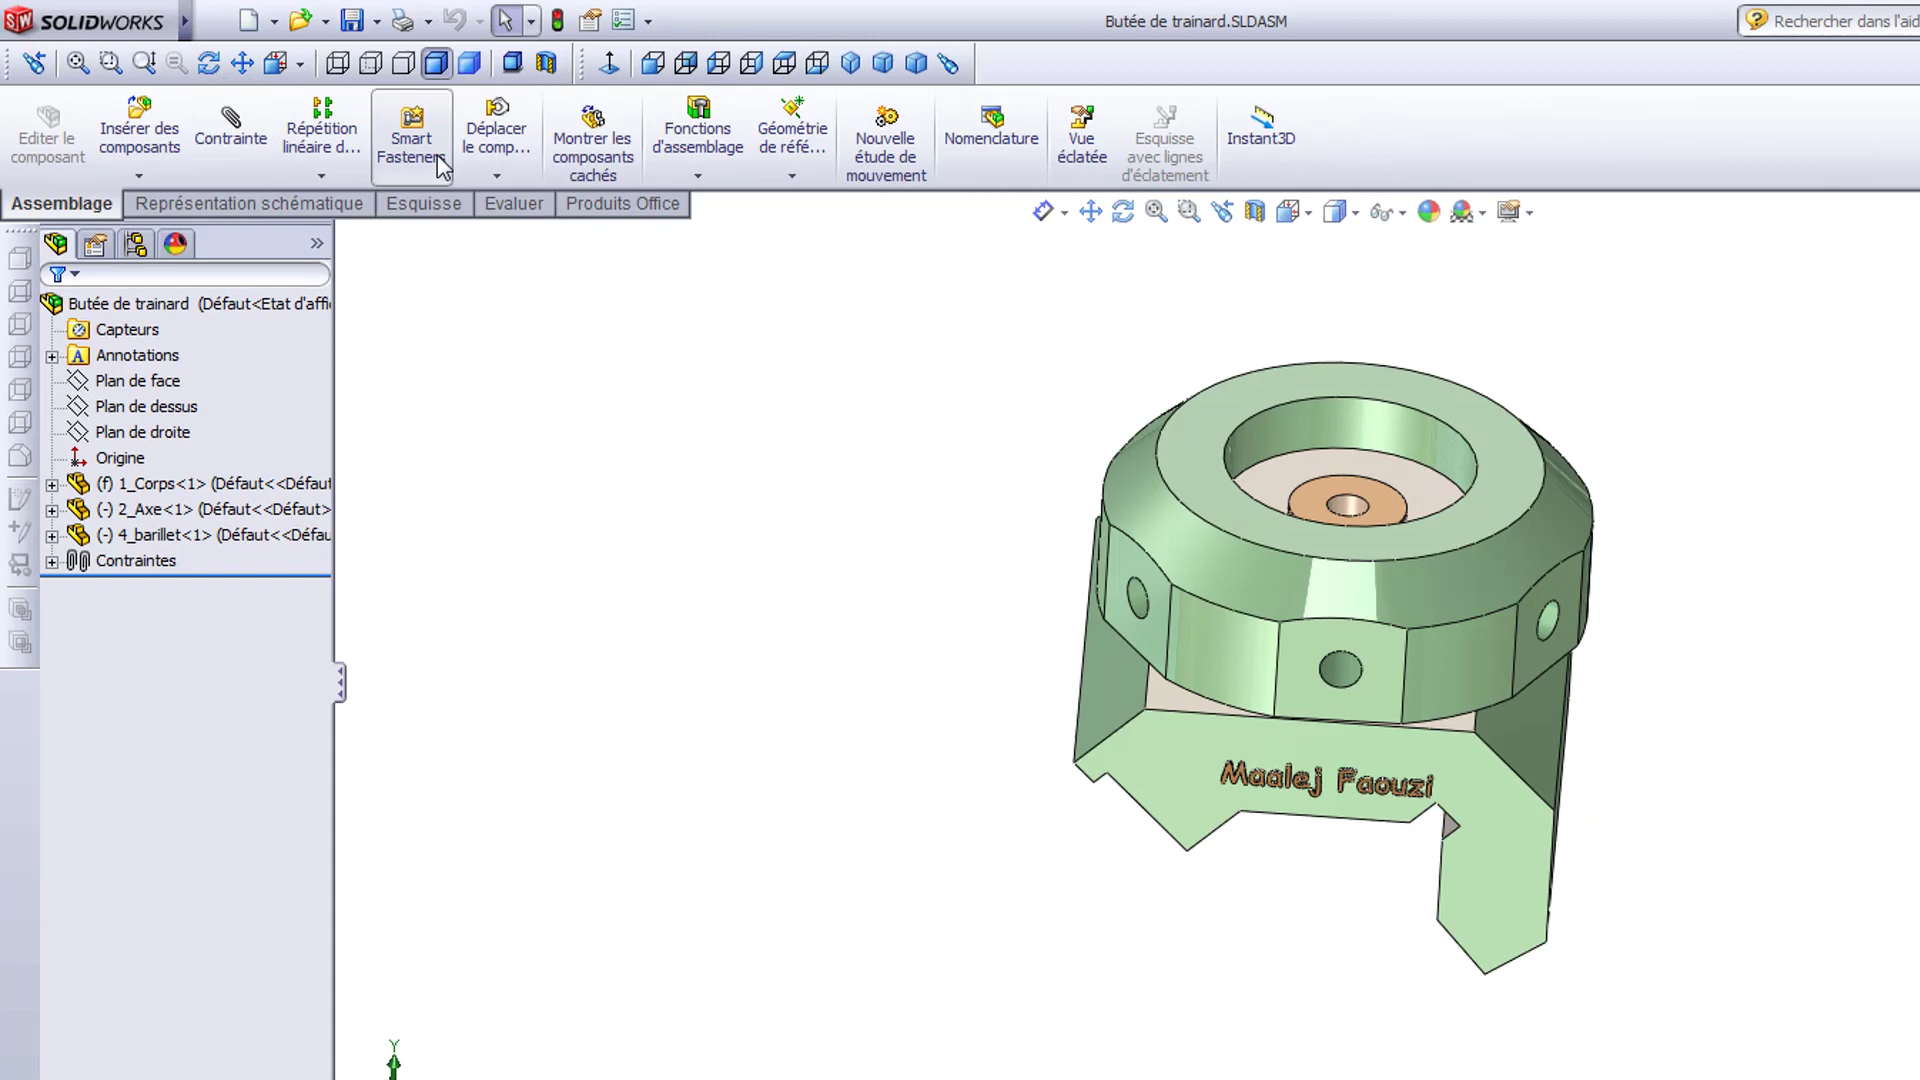 SOLIDWORKS
Butée de trainard.SLDASM
Rechercher dans l'aid
Editer le
composant
Insérer des
composants
Contrainte
Répétition
linéaire d...
Smart
Fasteners
Déplacer
le comp...
Montrer les
composants
cachés
Fonctions
d'assemblage
Géométrie
de réfé...
Nouvelle
étude de
mouvement
Nomenclature
Vue
éclatée
Esquisse
avec lignes
d'éclatement
Instant3D
Assemblage
Représentation schématique
Esquisse
Evaluer
Produits Office
Butée de trainard (Défaut<Etat d'affi
Capteurs
Annotations
Plan de face
Plan de dessus
Plan de droite
Origine
(f) 1_Corps<1> (Défaut<<Défaut
(-) 2_Axe<1> (Défaut<<Défaut>
(-) 4_barillet<1> (Défaut<<Défau
Contraintes
Maalej Faouzi
Y